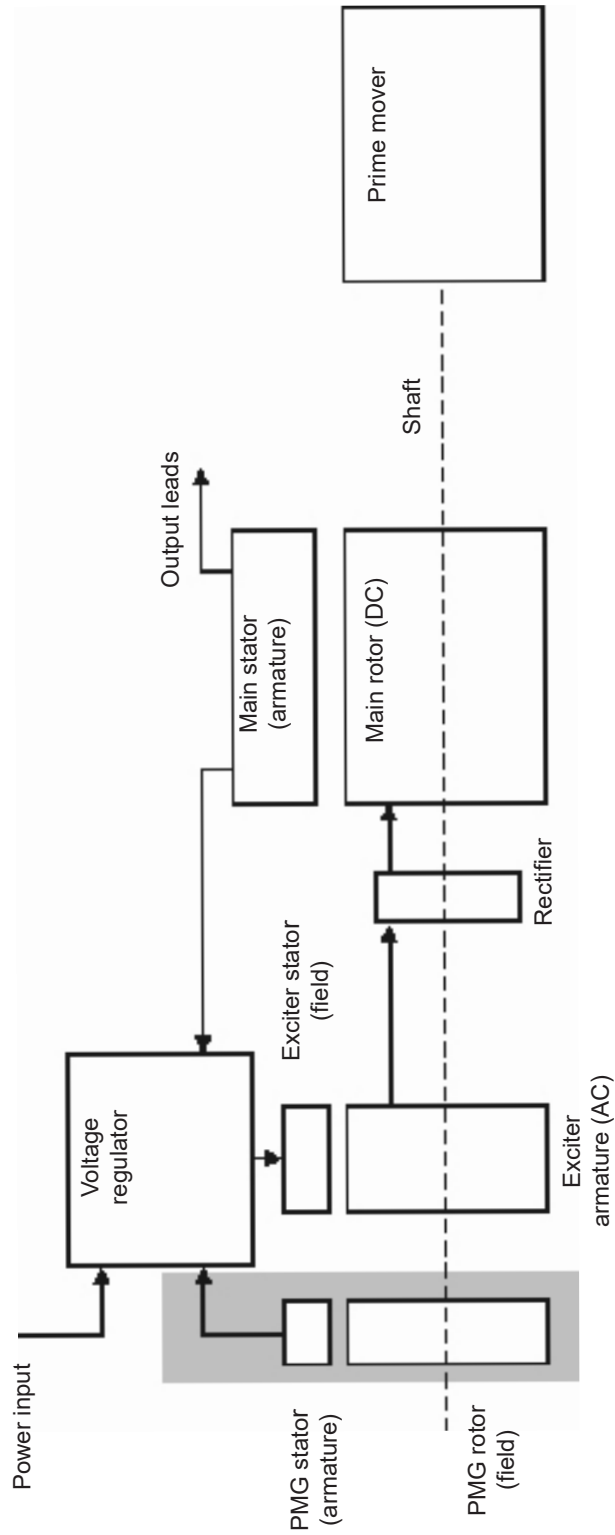 Power input
Voltage
regulator
Output leads
PMG stator
(armature)
Exciter stator
(field)
Main stator
(armature)
PMG rotor
(field)
Exciter
armature (AC)
Rectifier
Main rotor (DC)
Shaft
Prime mover